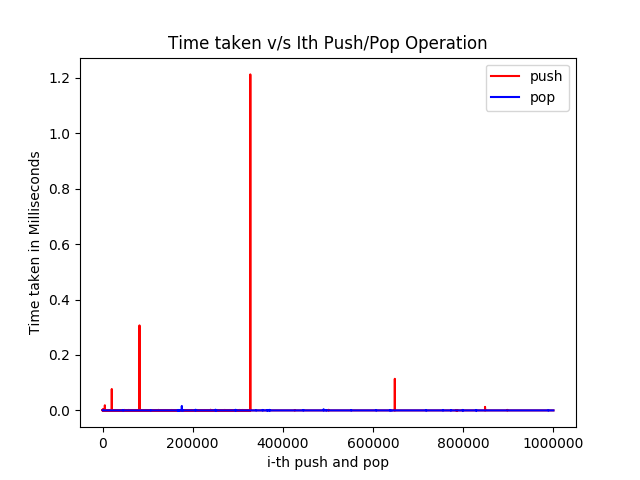 Time taken v/s Ith Push/Pop Operation
push
pop
1.2
1.0
0.8
0.6
0.4
0.2
0.0
Time taken in Milliseconds
0 200000 400000 600000 800000 1000000
i-th push and pop